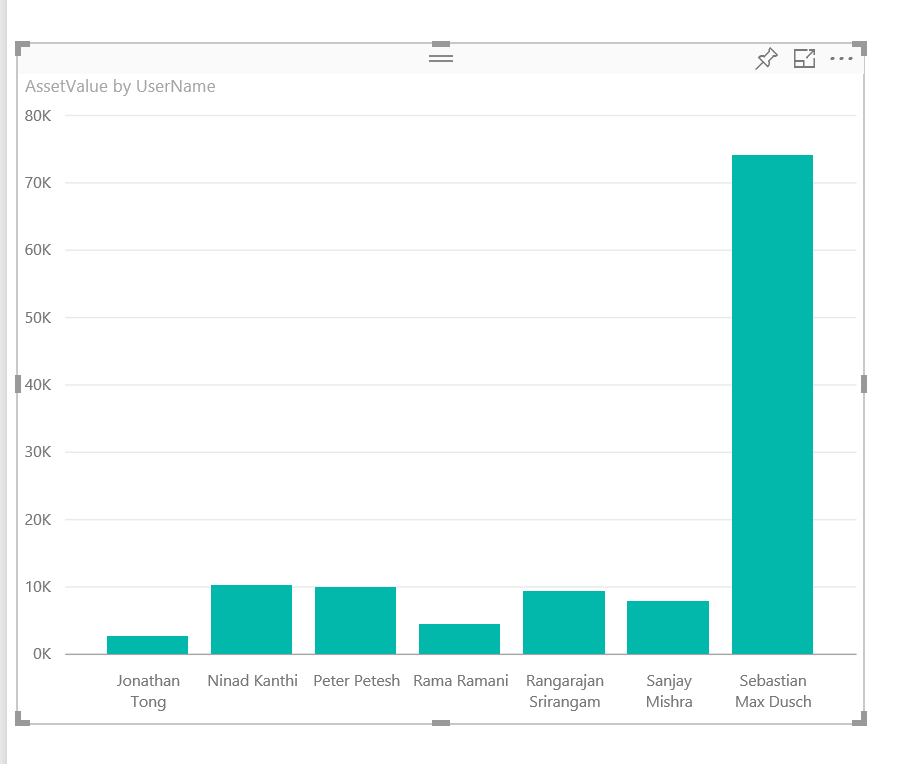 AssetValue by UserName
80K
70K
60K
50K
40K
30K
20K
10K
0K
Jonathan
Tong
Ninad Kanthi
Peter Petesh
Rama Ramani
Rangarajan
Srirangam
Sanjay
Mishra
Sebastian
Max Dusch